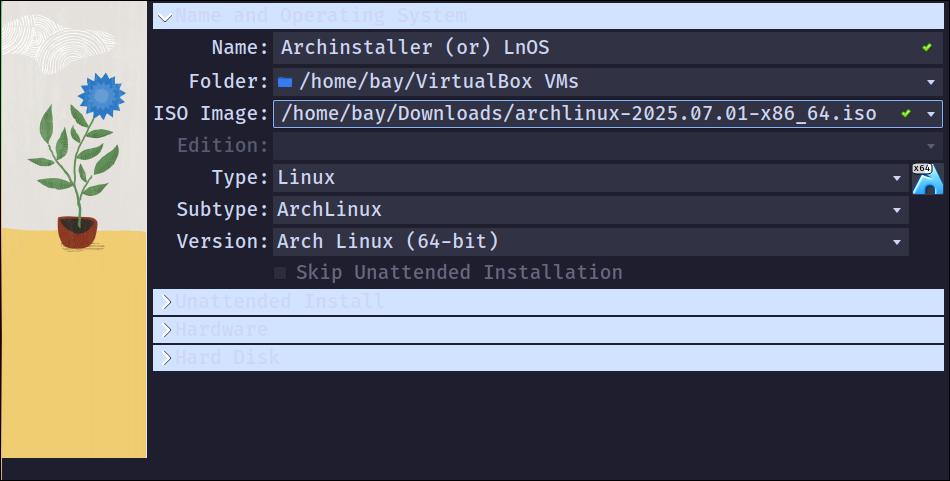 Name and Operating System
Name: Archinstaller (or) LnOS
Folder: /home/bay/VirtualBox VMs
ISO Image: /home/bay/Downloads/archlinux-2025.07.01-x86_64.iso
Edition:
Type: Linux
x64
Subtype: ArchLinux
Version: Arch Linux (64-bit)
Skip Unattended Installation
Unattended Install
Hardware
Hard Disk